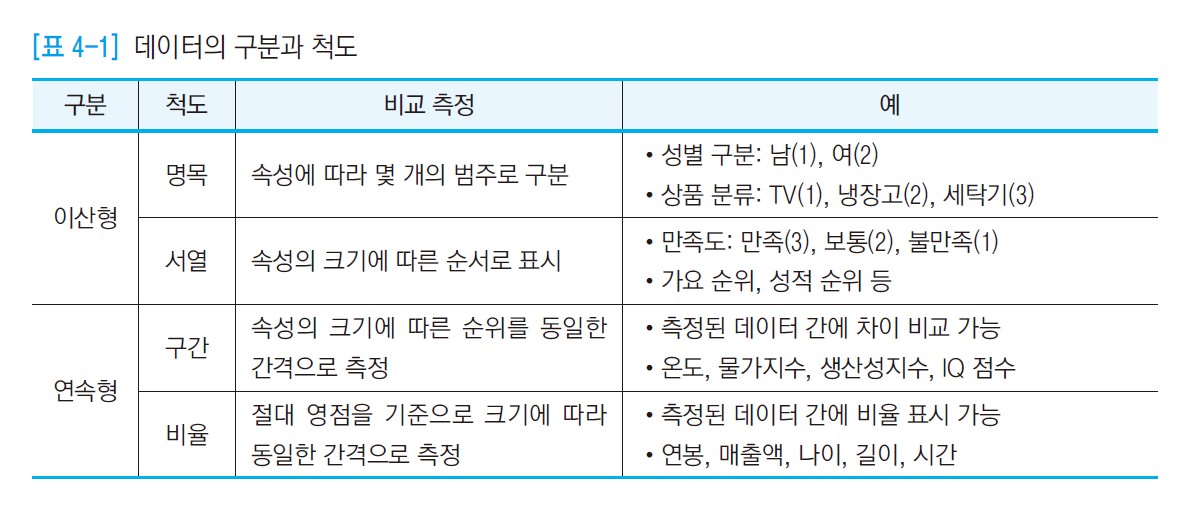 [표 4-1] 데이터의 구분과 척도
구분 척도 비교 측정 예
이산형
명목
속성에 따라 몇 개의 범주로 구분
• 성별 구분: 남(1), 여(2)
• 상품 분류: TV(1), 냉장고(2), 세탁기(3)
서열
속성의 크기에 따른 순서로 표시
• 만족도: 만족(3), 보통(2), 불만족(1)
• 가요 순위, 성적 순위 등
연속형
구간
속성의 크기에 따른 순위를 동일한
간격으로 측정
• 측정된 데이터 간에 차이 비교 가능
• 온도, 물가지수, 생산성지수, IQ 점수
비율
절대 영점을 기준으로 크기에 따라
동일한 간격으로 측정
• 측정된 데이터 간에 비율 표시 가능
• 연봉, 매출액, 나이, 길이, 시간